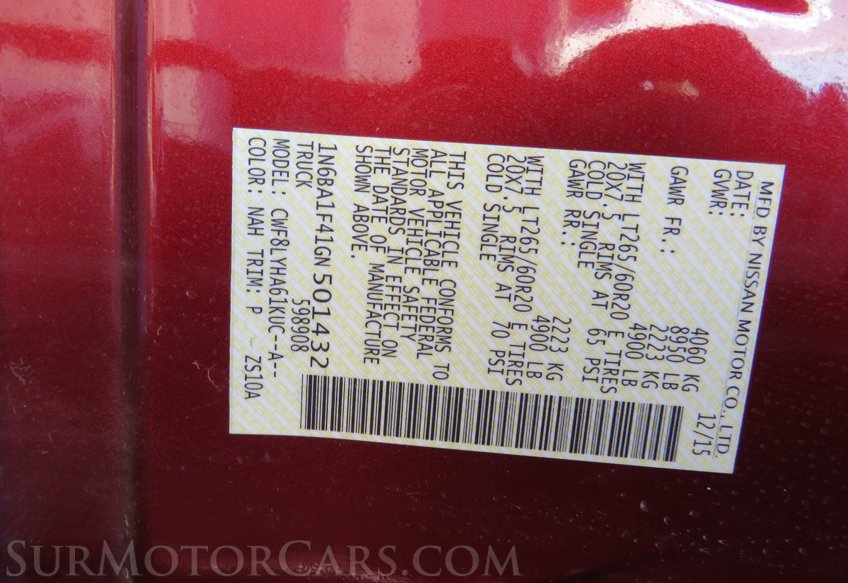 MFD BY NISSAN MOTOR CO., LTD.
DATE: 12/15
GVWR: 4060 KG
8950 LB
GAWR FR.: 2223 KG
4900 LB
WITH LT265/60R20 E TIRES
20X7.5 RIMS AT 65 PSI
COLD SINGLE
GAWR RR.: 2223 KG
4900 LB
WITH LT265/60R20 E TIRES
20X7.5 RIMS AT 70 PSI
COLD SINGLE
THIS VEHICLE CONFORMS TO
ALL APPLICABLE FEDERAL
MOTOR VEHICLE SAFETY
STANDARDS IN EFFECT ON
THE DATE OF MANUFACTURE
SHOWN ABOVE.
1N6BA1F41GN501432
TRUCK 598908
MODEL: CWF8LYHA61KUC--A--
COLOR: NAH TRIM: P ZS10A
SURMOTORCARS.COM